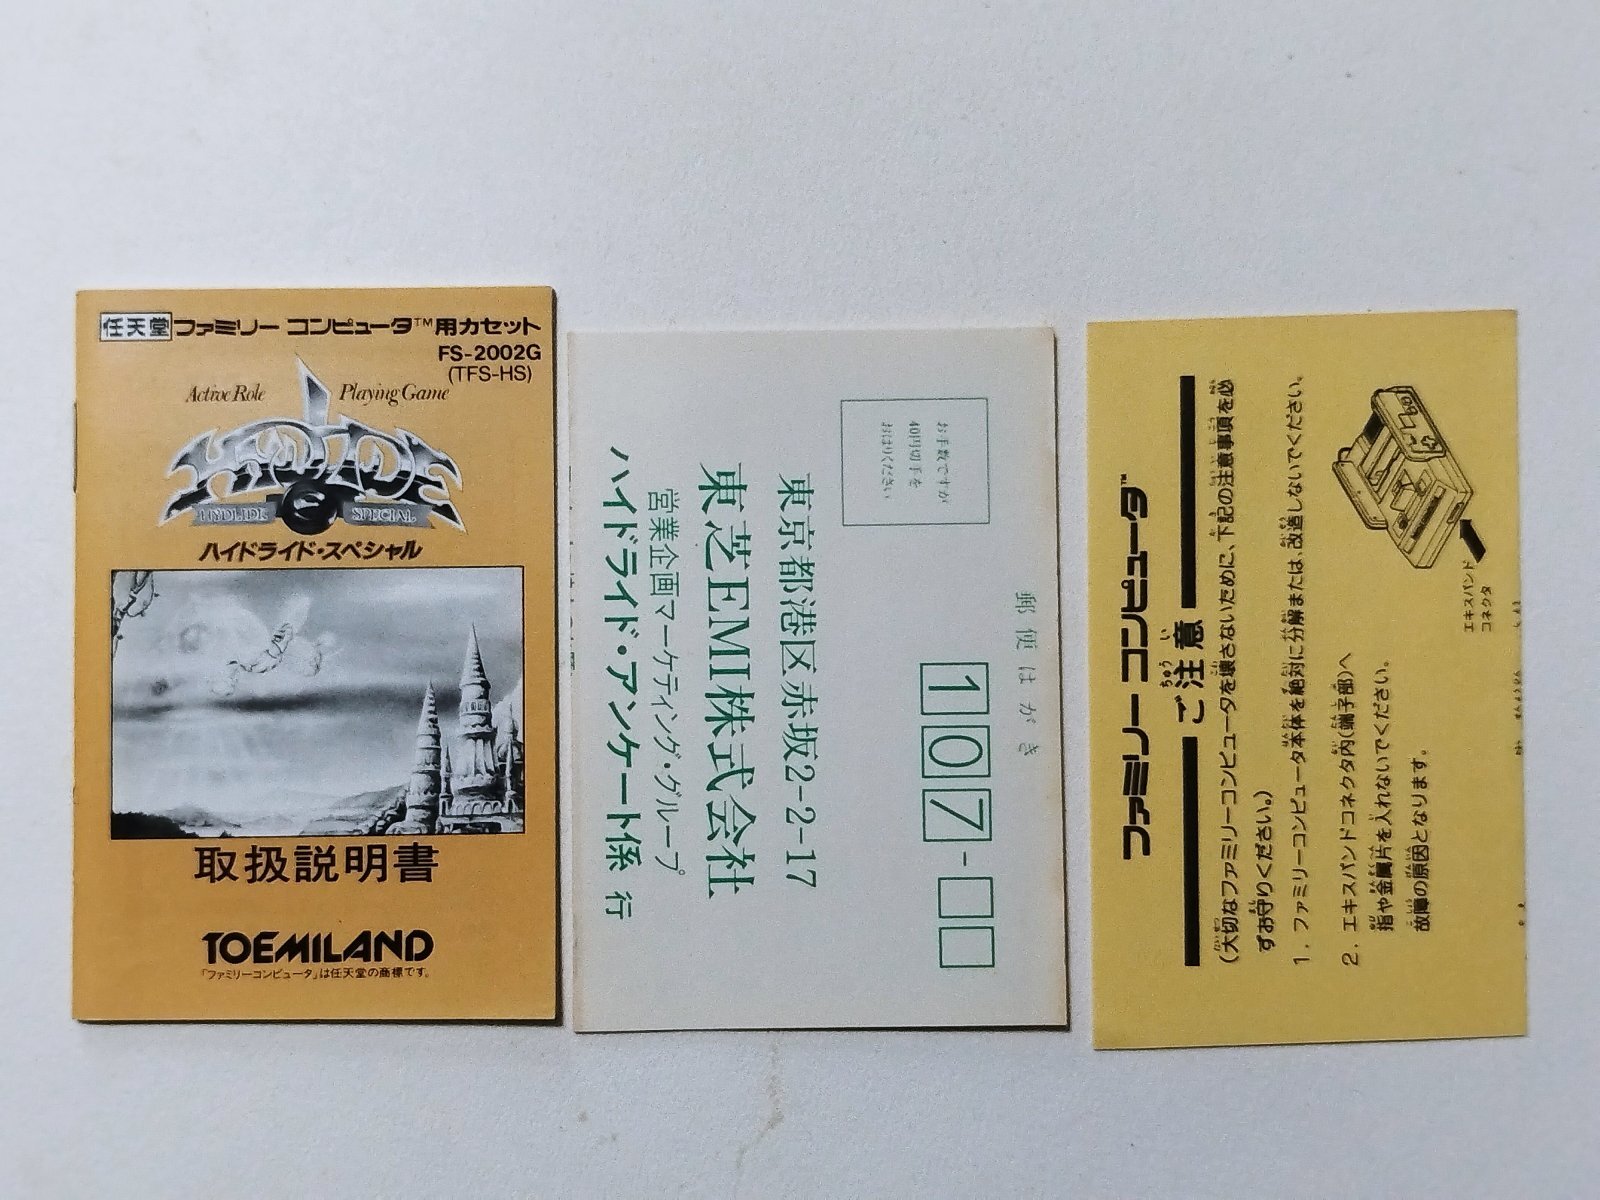 任天堂 ファミリー コンピュータ™用カセット
FS-2002G
(TFS-HS)
Active Role Playing Game
HYDLIDE
HYDLIDE SPECIAL
ハイドライド・スペシャル
取扱説明書
TOEMILAND
「ファミリーコンピュータ」は任天堂の商標です。
郵便はがき
107-
お手数ですが
40円切手を
おはりください
東京都港区赤坂2-2-17
東芝EMI株式会社
営業企画マーケティング・グループ
ハイドライド・アンケート係 行
ファミリー コンピュータ™
ご注意
(大切なファミリーコンピュータを壊さないために、下記の注意事項を必
ずお守りください。)
1. ファミリーコンピュータ本体を絶対に分解または、改造しないでください。
2. エキスパンドコネクタ内(端子部)へ
指や金属片を入れないでください。
故障の原因となります。
エキスパンド
コネクタ